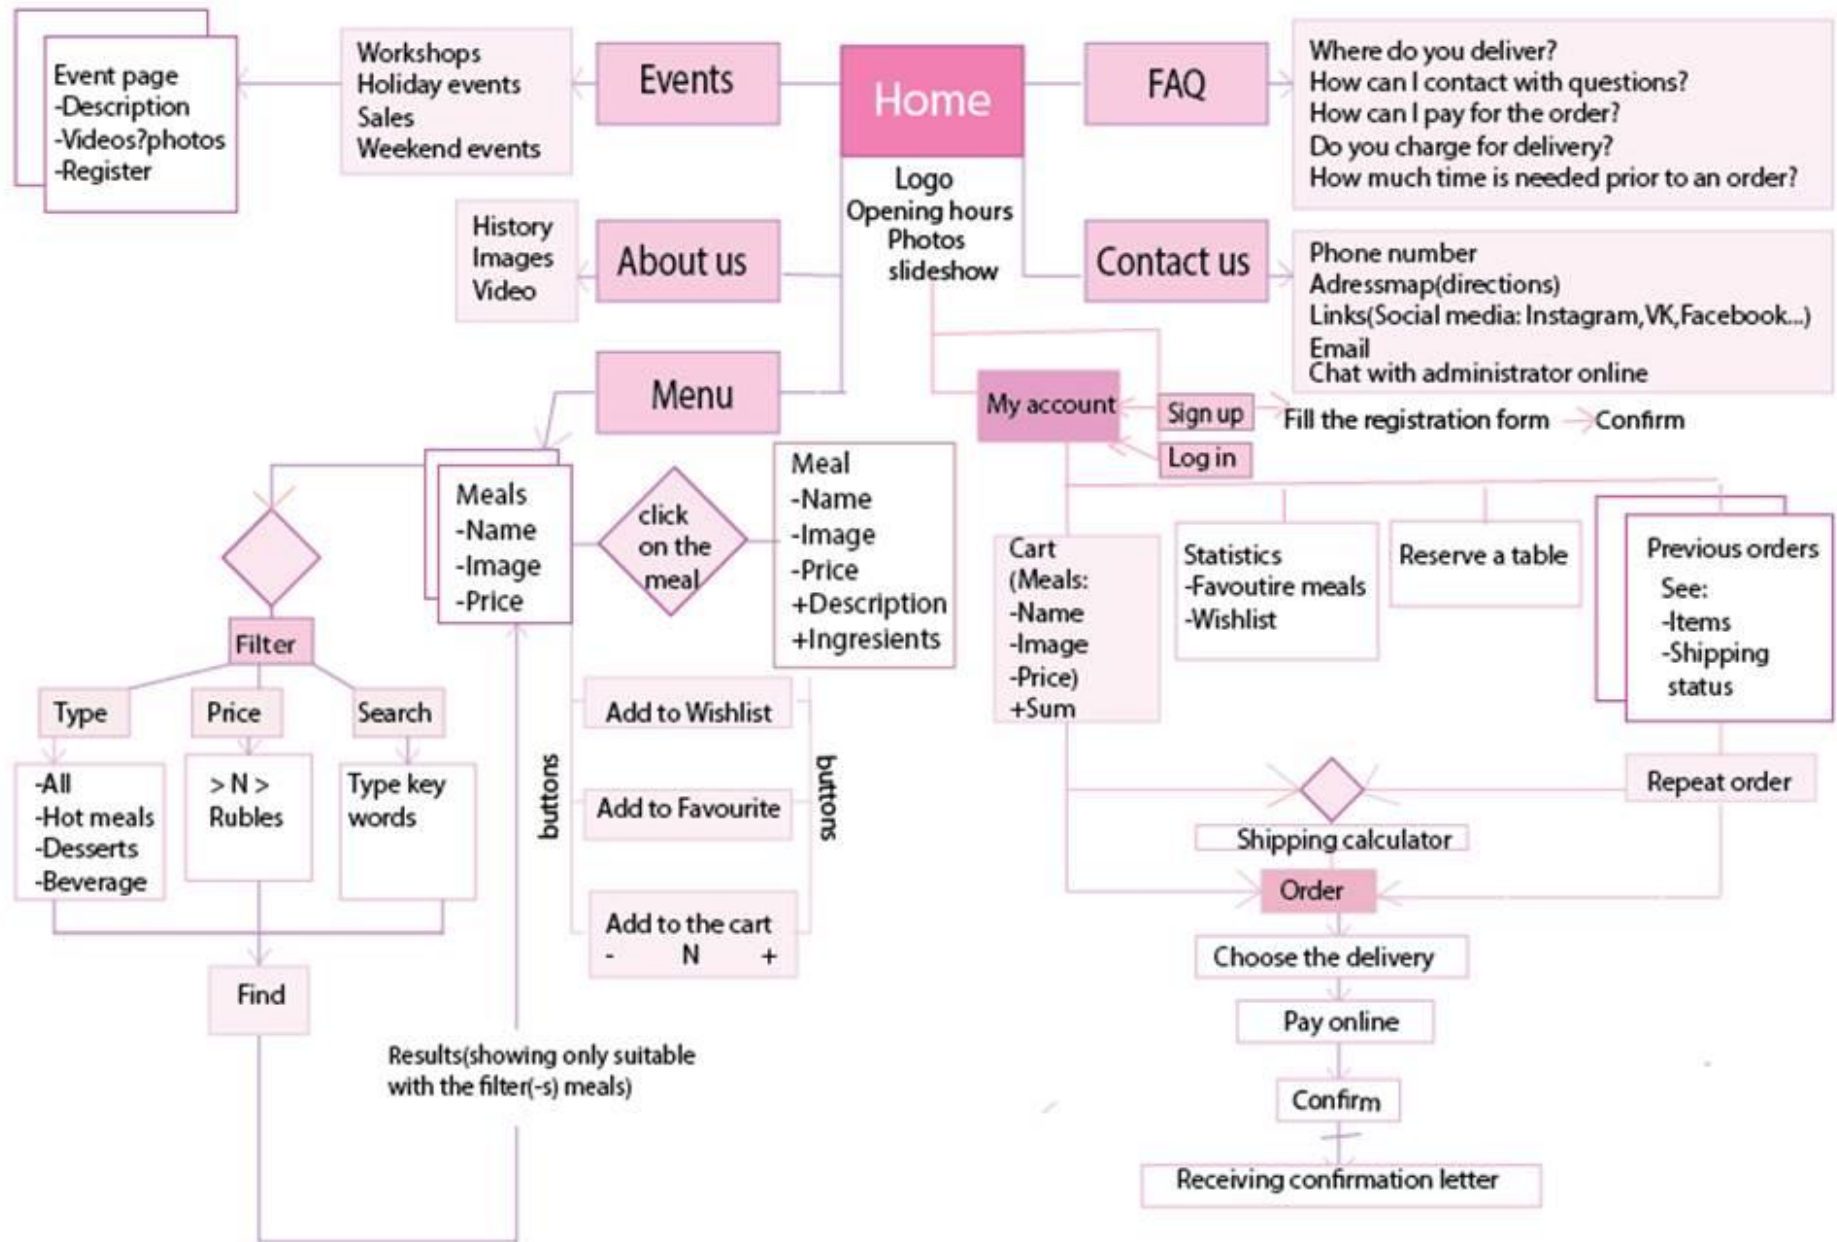 Event page
-Description
-Videos?photos
-Register
Workshops
Holiday events
Sales
Weekend events
Events
Home
Logo
Opening hours
Photos
slideshow
FAQ
Where do you deliver?
How can I contact with questions?
How can I pay for the order?
Do you charge for delivery?
How much time is needed prior to an order?
History
Images
Video
About us
Contact us
Phone number
Adressmap(directions)
Links(Social media: Instagram,VK,Facebook...)
Email
Chat with administrator online
Menu
My account
Sign up
Fill the registration form
Confirm
Log in
Meals
-Name
-Image
-Price
click
on the
meal
Meal
-Name
-Image
-Price
+Description
+Ingresients
Filter
Type
Price
Search
-All
-Hot meals
-Desserts
-Beverage
> N >
Rubles
Type key
words
Find
buttons
Add to Wishlist
Add to Favourite
Add to the cart
- N +
buttons
Results(showing only suitable
with the filter(-s) meals)
Cart
(Meals:
-Name
-Image
-Price)
+Sum
Statistics
-Favoutire meals
-Wishlist
Reserve a table
Previous orders
See:
-Items
-Shipping
status
Repeat order
Shipping calculator
Order
Choose the delivery
Pay online
Confirm
Receiving confirmation letter